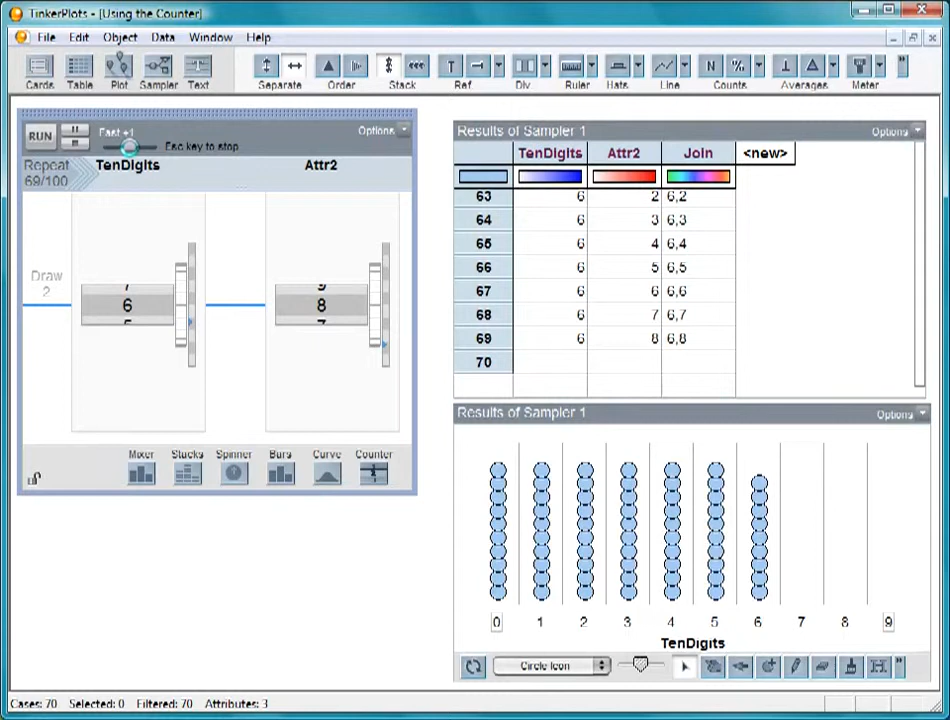 TinkerPlots - [Using the Counter]
File Edit Object Data Window Help
Cards Table Plot Sampler Text Separate Order Stack Ref Div Ruler Hats Line Counts Averages Meter
RUN Fast +1 Esc key to stop Options
Repeat 69/100 TenDigits Attr2
Draw 2
7
6
5
9
8
7
Mixer Stacks Spinner Bars Curve Counter
Results of Sampler 1 Options
TenDigits Attr2 Join <new>
63 6 2 6,2
64 6 3 6,3
65 6 4 6,4
66 6 5 6,5
67 6 6 6,6
68 6 7 6,7
69 6 8 6,8
70
Results of Sampler 1 Options
0 1 2 3 4 5 6 7 8 9
TenDigits
Circle Icon
Cases: 70 Selected: 0 Filtered: 70 Attributes: 3